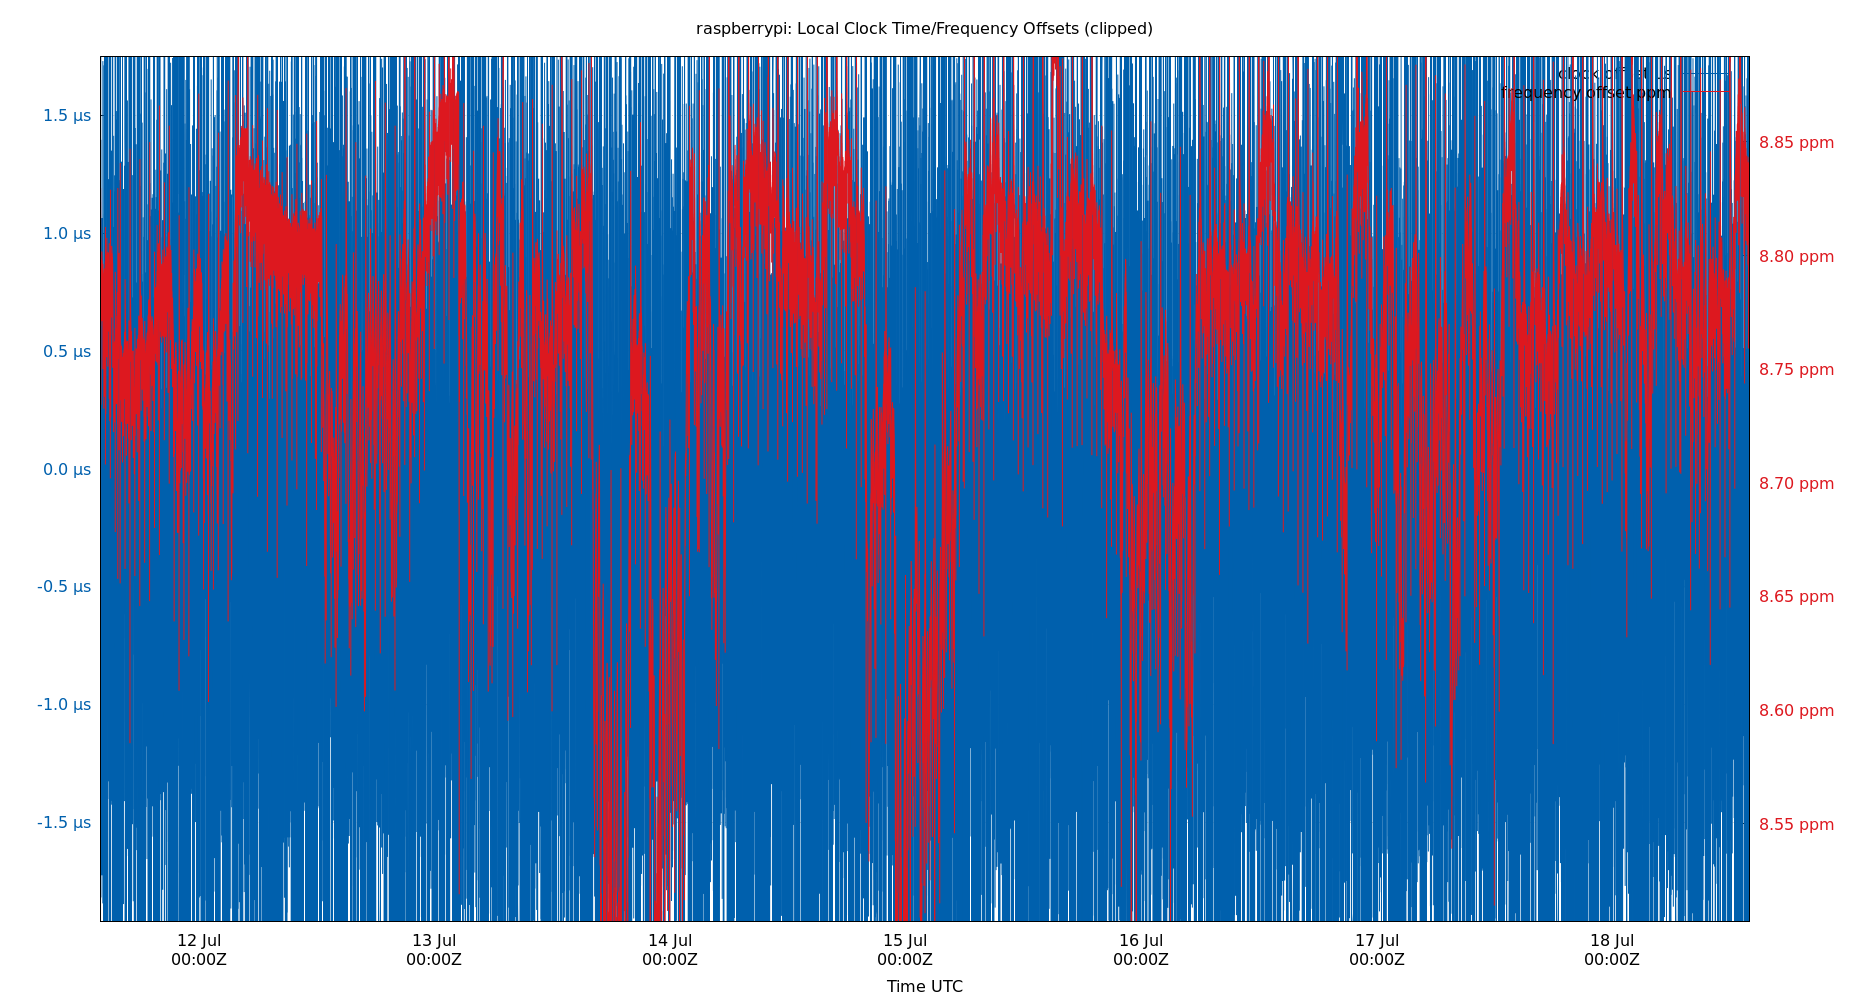 raspberrypi: Local Clock Time/Frequency Offsets (clipped)
clock offset µs
frequency offset ppm
1.5 µs
1.0 µs
0.5 µs
0.0 µs
-0.5 µs
-1.0 µs
-1.5 µs
8.85 ppm
8.80 ppm
8.75 ppm
8.70 ppm
8.65 ppm
8.60 ppm
8.55 ppm
12 Jul 13 Jul 14 Jul 15 Jul 16 Jul 17 Jul 18 Jul
00:00Z 00:00Z 00:00Z 00:00Z 00:00Z 00:00Z 00:00Z
Time UTC